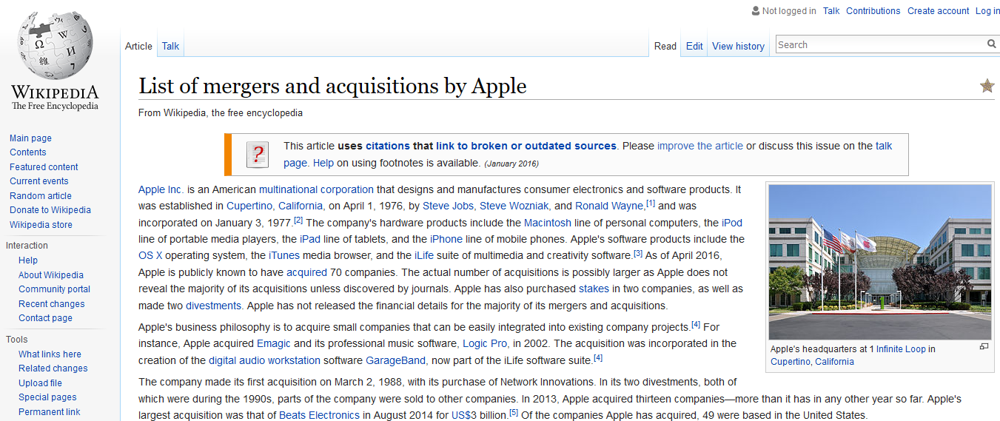 Not logged in Talk Contributions Create account Log in
Article Talk Read Edit View history Search
WIKIPEDIA
The Free Encyclopedia
Main page
Contents
Featured content
Current events
Random article
Donate to Wikipedia
Wikipedia store
Interaction
Help
About Wikipedia
Community portal
Recent changes
Contact page
Tools
What links here
Related changes
Upload file
Special pages
Permanent link
List of mergers and acquisitions by Apple
From Wikipedia, the free encyclopedia
This article uses citations that link to broken or outdated sources. Please improve the article or discuss this issue on the talk
page. Help on using footnotes is available. (January 2016)
Apple Inc. is an American multinational corporation that designs and manufactures consumer electronics and software products. It
was established in Cupertino, California, on April 1, 1976, by Steve Jobs, Steve Wozniak, and Ronald Wayne,[1] and was
incorporated on January 3, 1977.[2] The company's hardware products include the Macintosh line of personal computers, the iPod
line of portable media players, the iPad line of tablets, and the iPhone line of mobile phones. Apple's software products include the
OS X operating system, the iTunes media browser, and the iLife suite of multimedia and creativity software.[3] As of April 2016,
Apple is publicly known to have acquired 70 companies. The actual number of acquisitions is possibly larger as Apple does not
reveal the majority of its acquisitions unless discovered by journals. Apple has also purchased stakes in two companies, as well as
made two divestments. Apple has not released the financial details for the majority of its mergers and acquisitions.
Apple's business philosophy is to acquire small companies that can be easily integrated into existing company projects.[4] For
instance, Apple acquired Emagic and its professional music software, Logic Pro, in 2002. The acquisition was incorporated in the
creation of the digital audio workstation software GarageBand, now part of the iLife software suite.[4]
The company made its first acquisition on March 2, 1988, with its purchase of Network Innovations. In its two divestments, both of
which were during the 1990s, parts of the company were sold to other companies. In 2013, Apple acquired thirteen companies—more than it has in any other year so far. Apple's
largest acquisition was that of Beats Electronics in August 2014 for US$3 billion.[5] Of the companies Apple has acquired, 49 were based in the United States.
Apple's headquarters at 1 Infinite Loop in
Cupertino, California